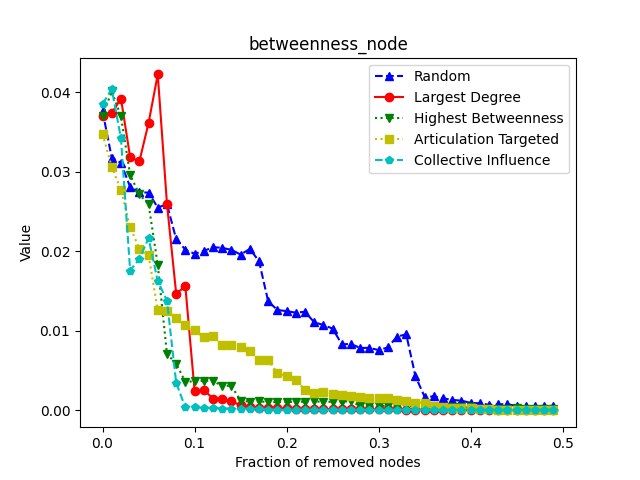 betweenness_node
Random
Largest Degree
Highest Betweenness
Articulation Targeted
Collective Influence
Value
0.04
0.03
0.02
0.01
0.00
0.0
0.1
0.2
0.3
0.4
0.5
Fraction of removed nodes